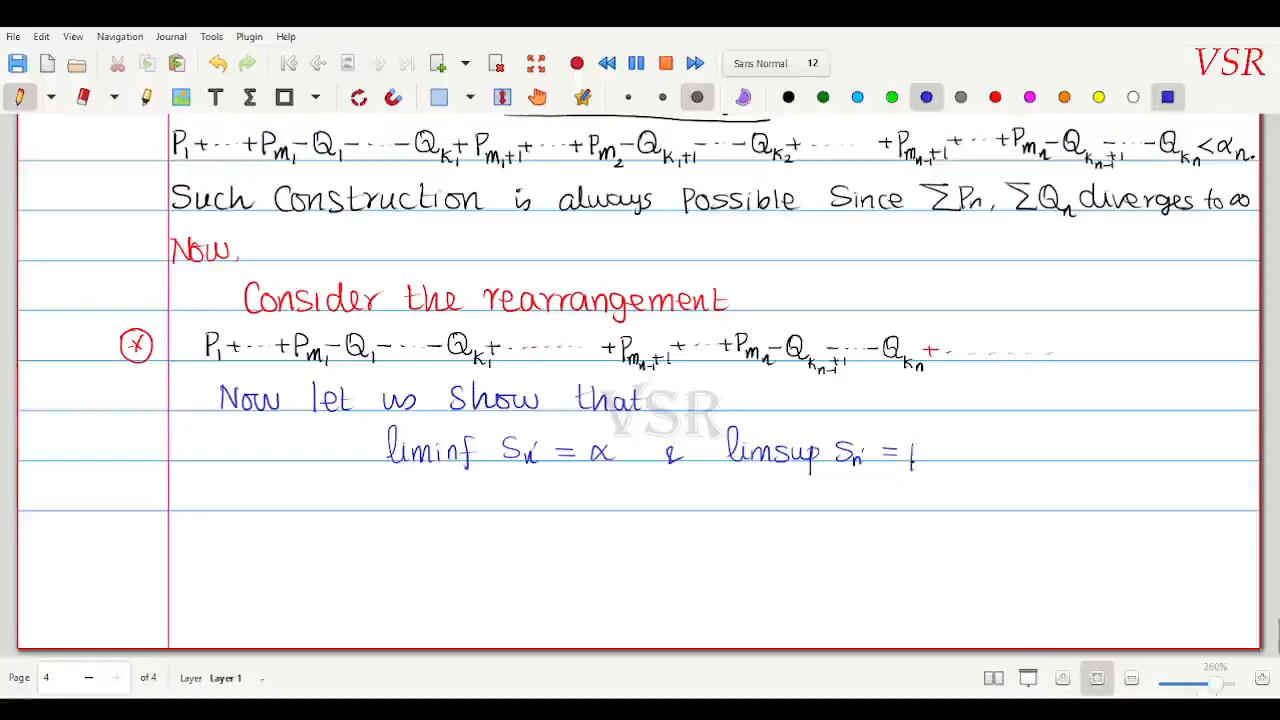 File Edit View Navigation Journal Tools Plugin Help
VSR
Sans Normal 12
P₁+⋯+Pₘ₁-Q₁-⋯-Qₖ₁+Pₘ₁₊₁+⋯+Pₘ₂-Qₖ₁₊₁-⋯-Qₖ₂+⋯ +Pₘₙ₋₁₊₁+⋯+Pₘₙ-Qₖₙ₋₁₊₁-⋯-Qₖₙ<αₙ.
Such Construction is always Possible Since ΣPₙ, ΣQₙ diverges to ∞
Now,
Consider the rearrangement
* P₁+⋯+Pₘ₁-Q₁-⋯-Qₖ₁+⋯ +Pₘₙ₋₁₊₁+⋯+Pₘₙ-Qₖₙ₋₁₊₁-⋯-Qₖₙ+⋯
Now let us show that
VSR
liminf Sₙ' = α & limsup Sₙ' =
Page 4 of 4 Layer Layer 1 260%